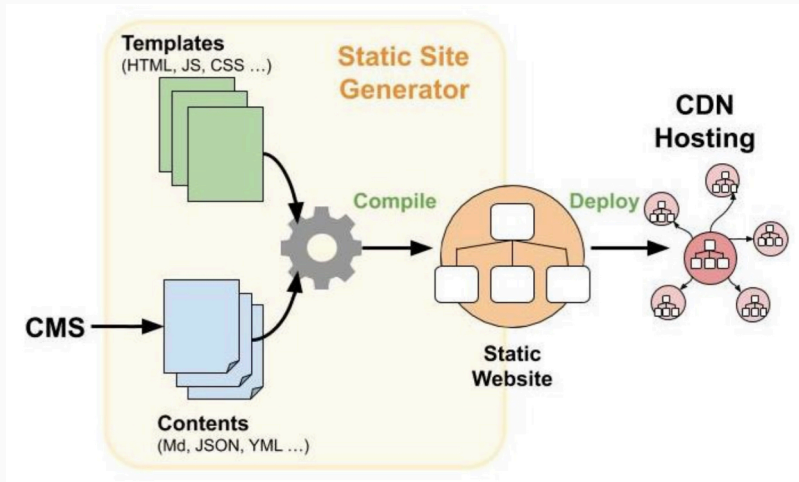 Templates
(HTML, JS, CSS ...)
Static Site
Generator
CDN
Hosting
Compile
Deploy
CMS
Static
Website
Contents
(Md, JSON, YML ...)